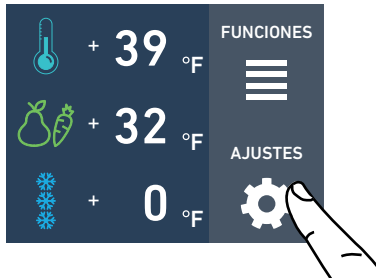 + 39 °F
+ 32 °F
+ 0 °F
FUNCIONES
AJUSTES